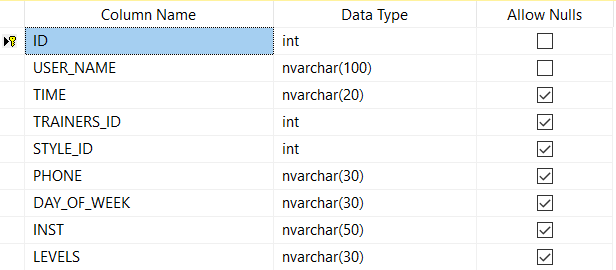 Column Name Data Type Allow Nulls
ID int
USER_NAME nvarchar(100)
TIME nvarchar(20)
TRAINERS_ID int
STYLE_ID int
PHONE nvarchar(30)
DAY_OF_WEEK nvarchar(30)
INST nvarchar(50)
LEVELS nvarchar(30)